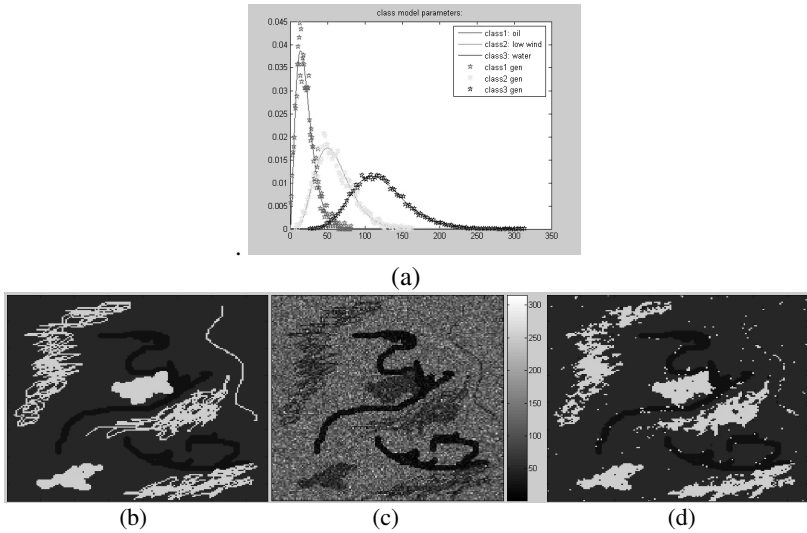 class model parameters:
0.045
0.04
0.035
0.03
0.025
0.02
0.015
0.01
0.005
0
0 50 100 150 200 250 300 350
class1: oil
class2: low wind
class3: water
class1 gen
class2 gen
class3 gen
.
(a)
300
250
200
150
100
50
(b) (c) (d)